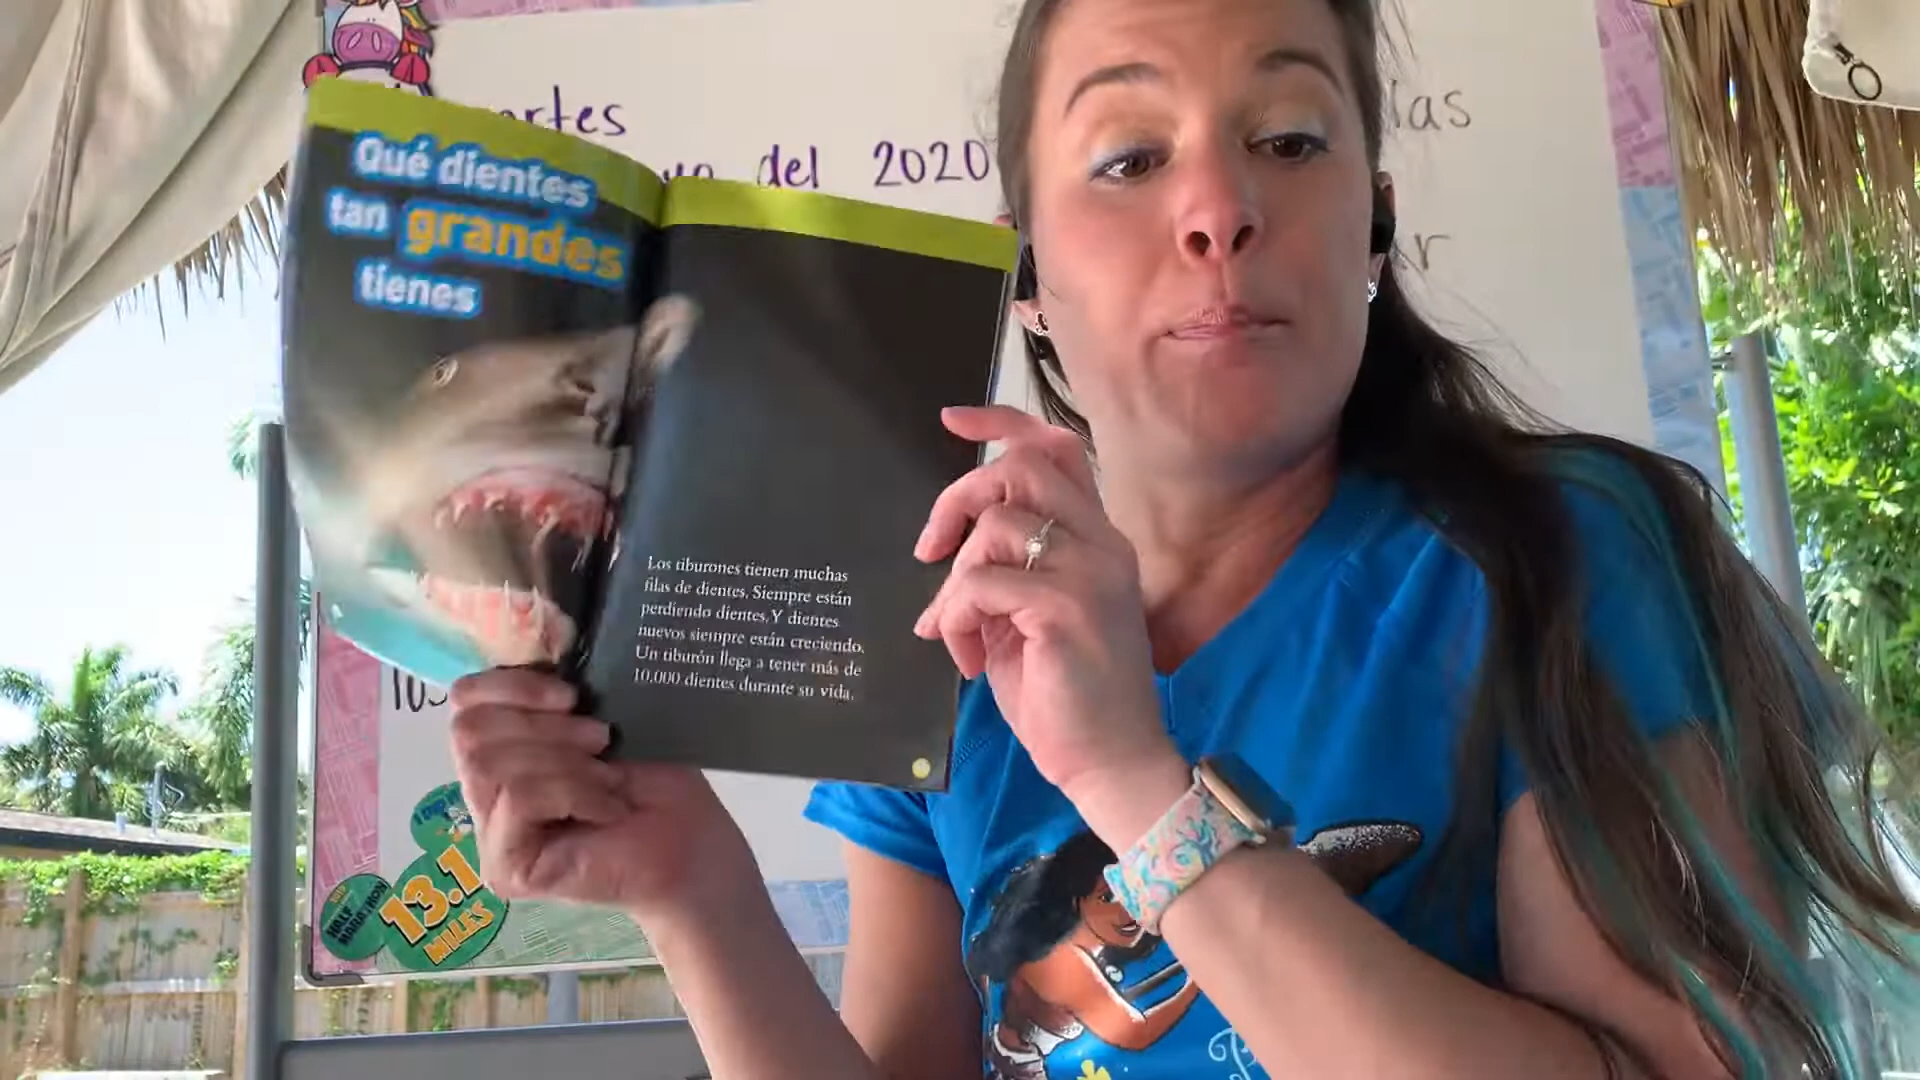 del 2020
Qué dientes
tan grandes
tienes
Los tiburones tienen muchas
filas de dientes. Siempre están
perdiendo dientes. Y dientes
nuevos siempre están creciendo.
Un tiburón llega a tener más de
10,000 dientes durante su vida.
HALF
MARATHON
13.1
MILES